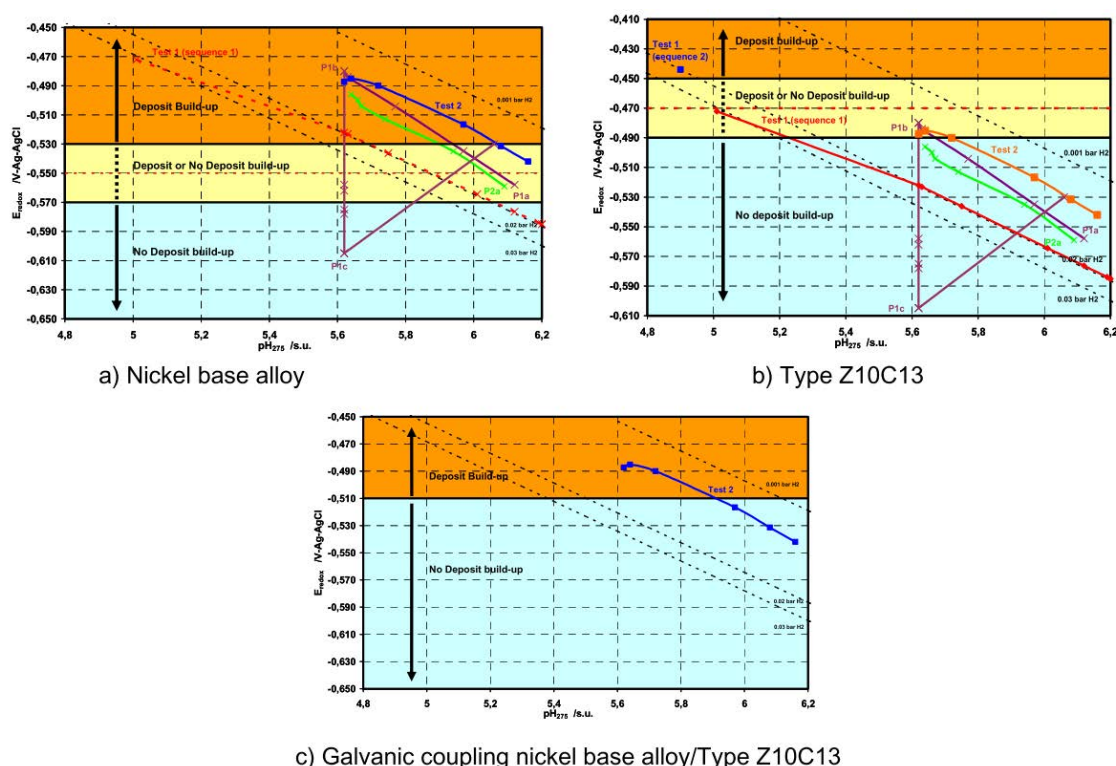 -0,450
-0,470
-0,490
-0,510
-0,530
-0,550
-0,570
-0,590
-0,610
-0,630
-0,650
E redox /V-Ag-AgCl
Test 1 (sequence 1)
P1b
0.001 bar H2
Deposit Build-up
Test 2
Deposit or No Deposit build-up
P2a
P1a
0.02 bar H2
No Deposit build-up
0.03 bar H2
P1c
4,8
5
5,2
5,4
5,6
5,8
6
6,2
pH275 /s.u.
a) Nickel base alloy
-0,410
-0,430
-0,450
-0,470
-0,490
-0,510
-0,530
-0,550
-0,570
-0,590
-0,610
E redox /V-Ag-AgCl
Test 1
(sequence 2)
Deposit build-up
Deposit or No Deposit build-up
Test 1 (sequence 1)
P1b
Test 2
0.001 bar H2
No deposit build-up
P1a
P2a
0.02 bar H2
0.03 bar H2
P1c
4,8
5
5,2
5,4
5,6
5,8
6
6,2
pH275 /s.u.
b) Type Z10C13
-0,450
-0,470
-0,490
-0,510
-0,530
-0,550
-0,570
-0,590
-0,610
-0,630
-0,650
E redox /V-Ag-AgCl
Deposit Build-up
Test 2
0.001 bar H2
No Deposit build-up
0.02 bar H2
0.03 bar H2
4,8
5
5,2
5,4
5,6
5,8
6
6,2
pH275 /s.u.
c) Galvanic coupling nickel base alloy/Type Z10C13